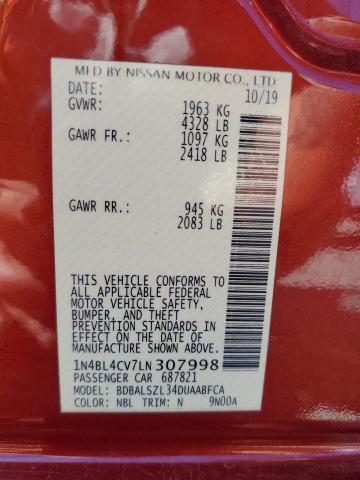 MFD BY NISSAN MOTOR CO., LTD
DATE: 10/19
GVWR: 1963 KG
4328 LB
GAWR FR.: 1097 KG
2418 LB
GAWR RR.: 945 KG
2083 LB
THIS VEHICLE CONFORMS TO
ALL APPLICABLE FEDERAL
MOTOR VEHICLE SAFETY,
BUMPER, AND THEFT
PREVENTION STANDARDS IN
EFFECT ON THE DATE OF
MANUFACTURE SHOWN ABOVE.
1N4BL4CV7LN307998
PASSENGER CAR 687821
MODEL: BDBALSZL34DUAABFCA
COLOR: NBL TRIM: N 9N00A